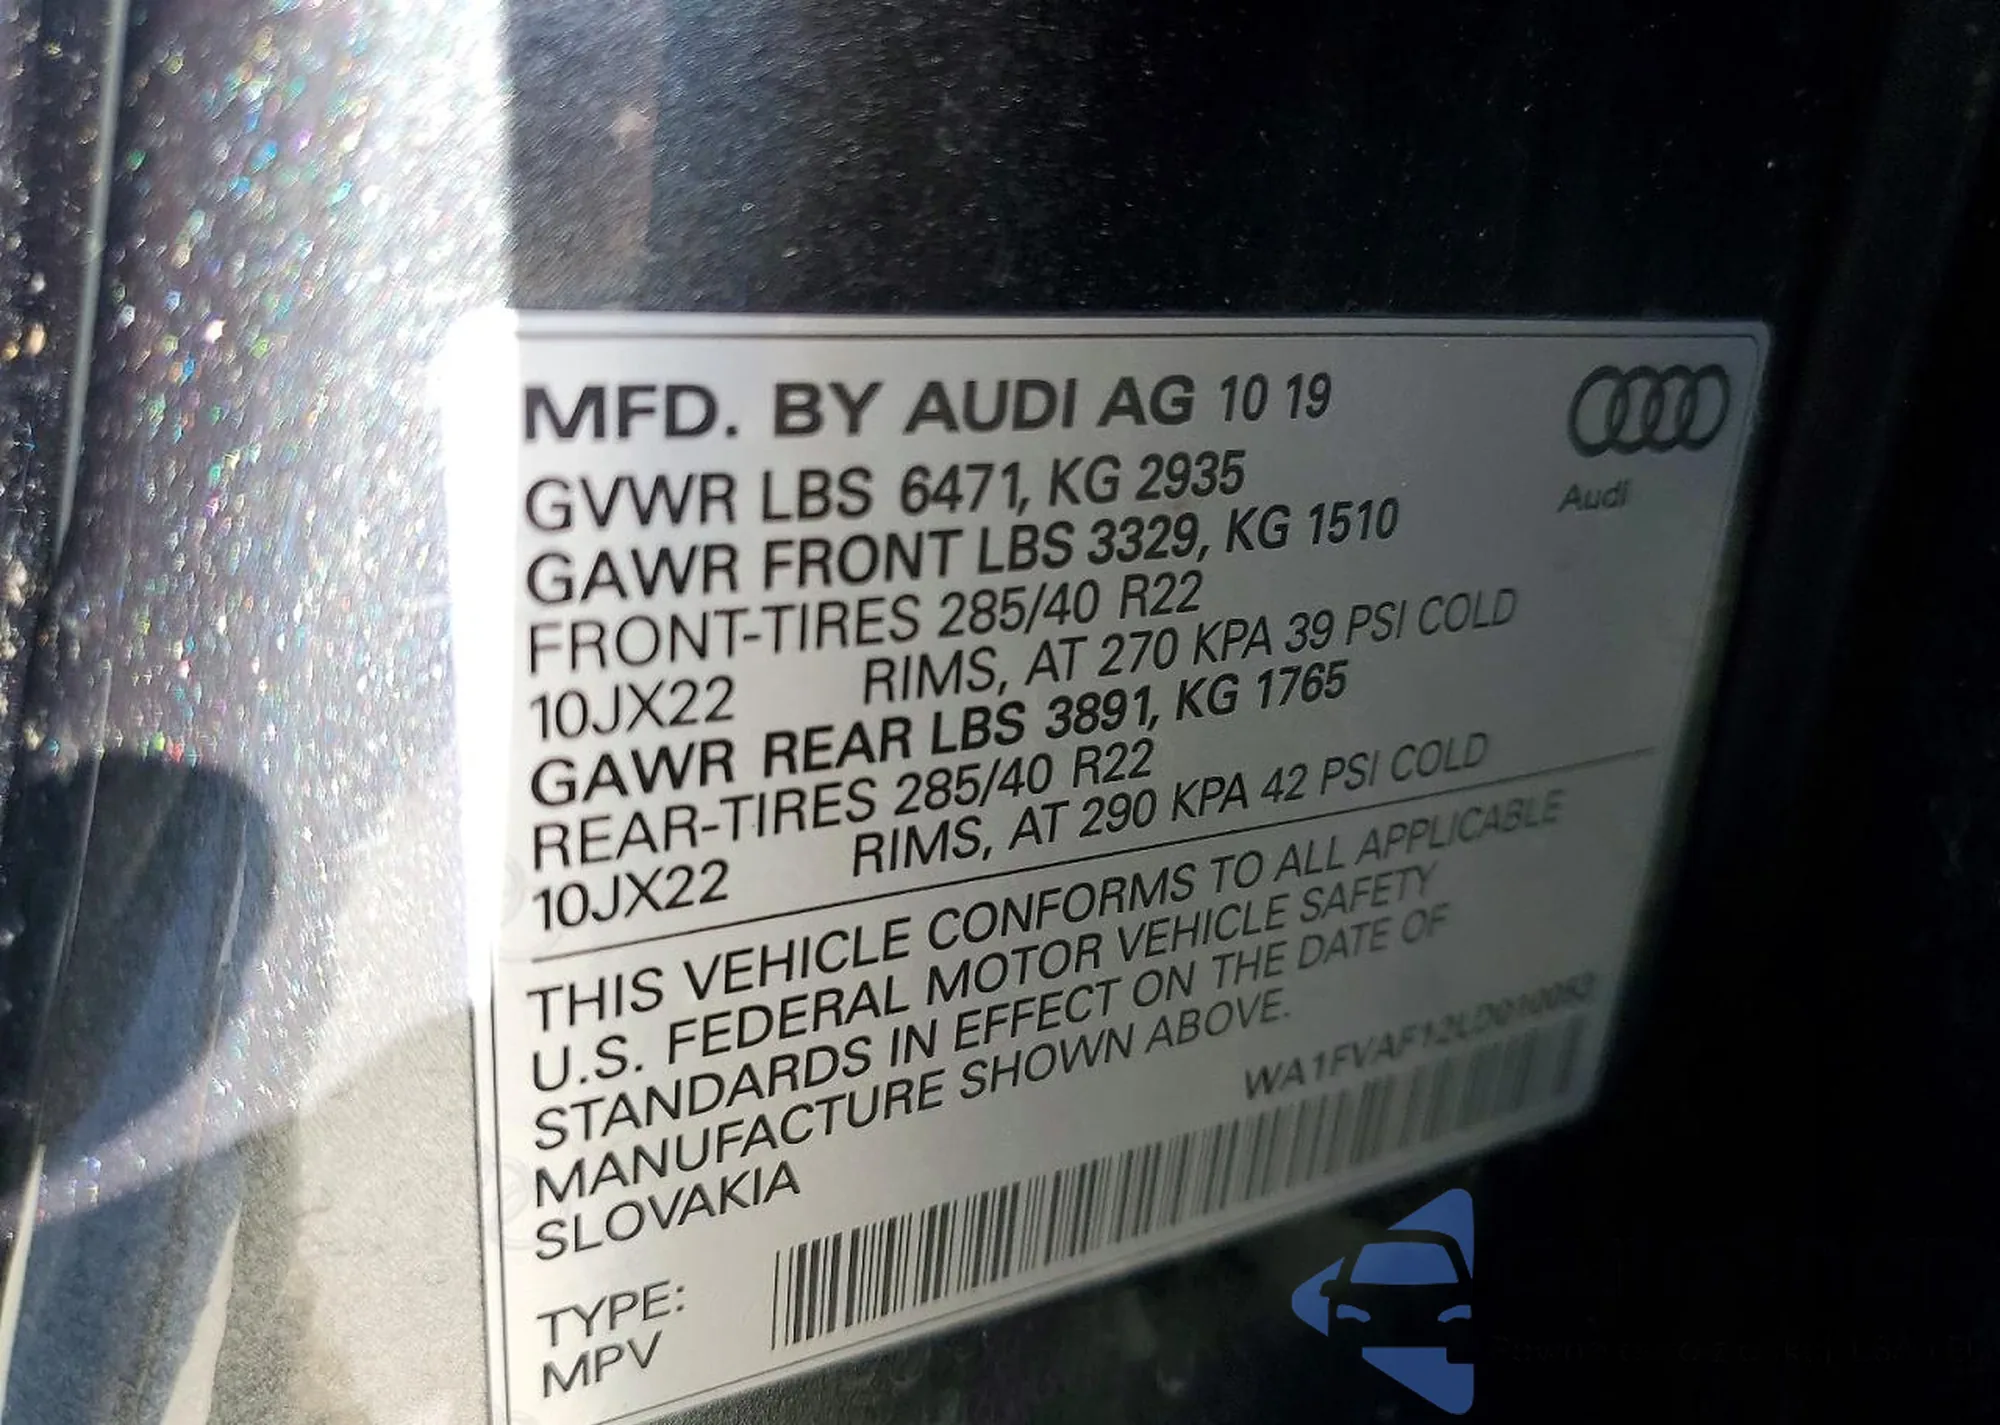 MFD. BY AUDI AG 10 19
GVWR LBS 6471, KG 2935
GAWR FRONT LBS 3329, KG 1510
FRONT-TIRES 285/40 R22
10JX22 RIMS, AT 270 KPA 39 PSI COLD
GAWR REAR LBS 3891, KG 1765
REAR-TIRES 285/40 R22
10JX22 RIMS, AT 290 KPA 42 PSI COLD
Audi
THIS VEHICLE CONFORMS TO ALL APPLICABLE
U.S. FEDERAL MOTOR VEHICLE SAFETY
STANDARDS IN EFFECT ON THE DATE OF
MANUFACTURE SHOWN ABOVE.
SLOVAKIA
WA1FVAF12LD010053
TYPE:
MPV